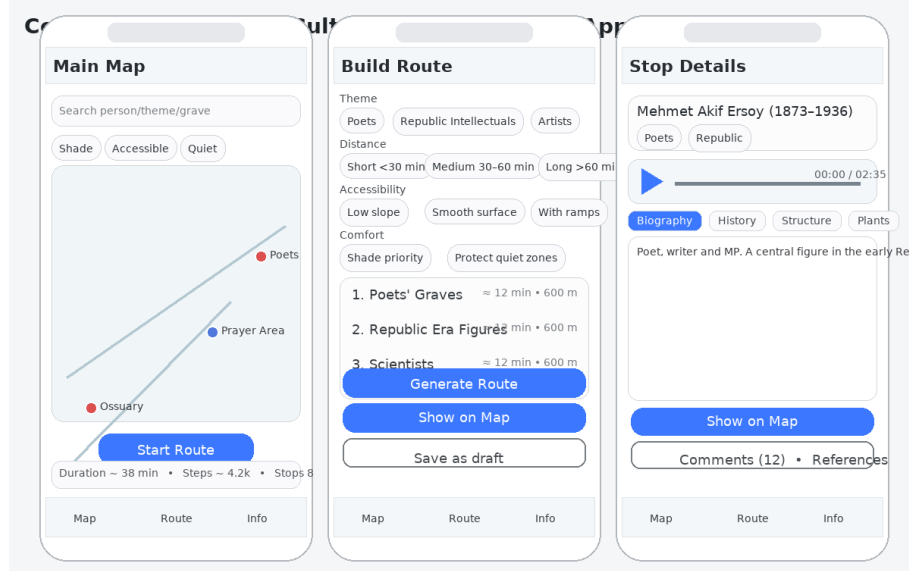 Main Map
Search person/theme/grave
Shade Accessible Quiet
Poets
Prayer Area
Ossuary
Start Route
Duration ~ 38 min • Steps ~ 4.2k • Stops 8
Map Route Info
Build Route
Theme
Poets Republic Intellectuals Artists
Distance
Short <30 min Medium 30–60 min Long >60 min
Accessibility
Low slope Smooth surface With ramps
Comfort
Shade priority Protect quiet zones
1. Poets' Graves ≈ 12 min • 600 m
2. Republic Era Figures 12 min • 600 m
3. Scientists ≈ 12 min • 600 m
Generate Route
Show on Map
Save as draft
Map Route Info
Stop Details
Mehmet Akif Ersoy (1873–1936)
Poets Republic
00:00 / 02:35
Biography History Structure Plants
Poet, writer and MP. A central figure in the early Re
Show on Map
Comments (12) • References
Map Route Info